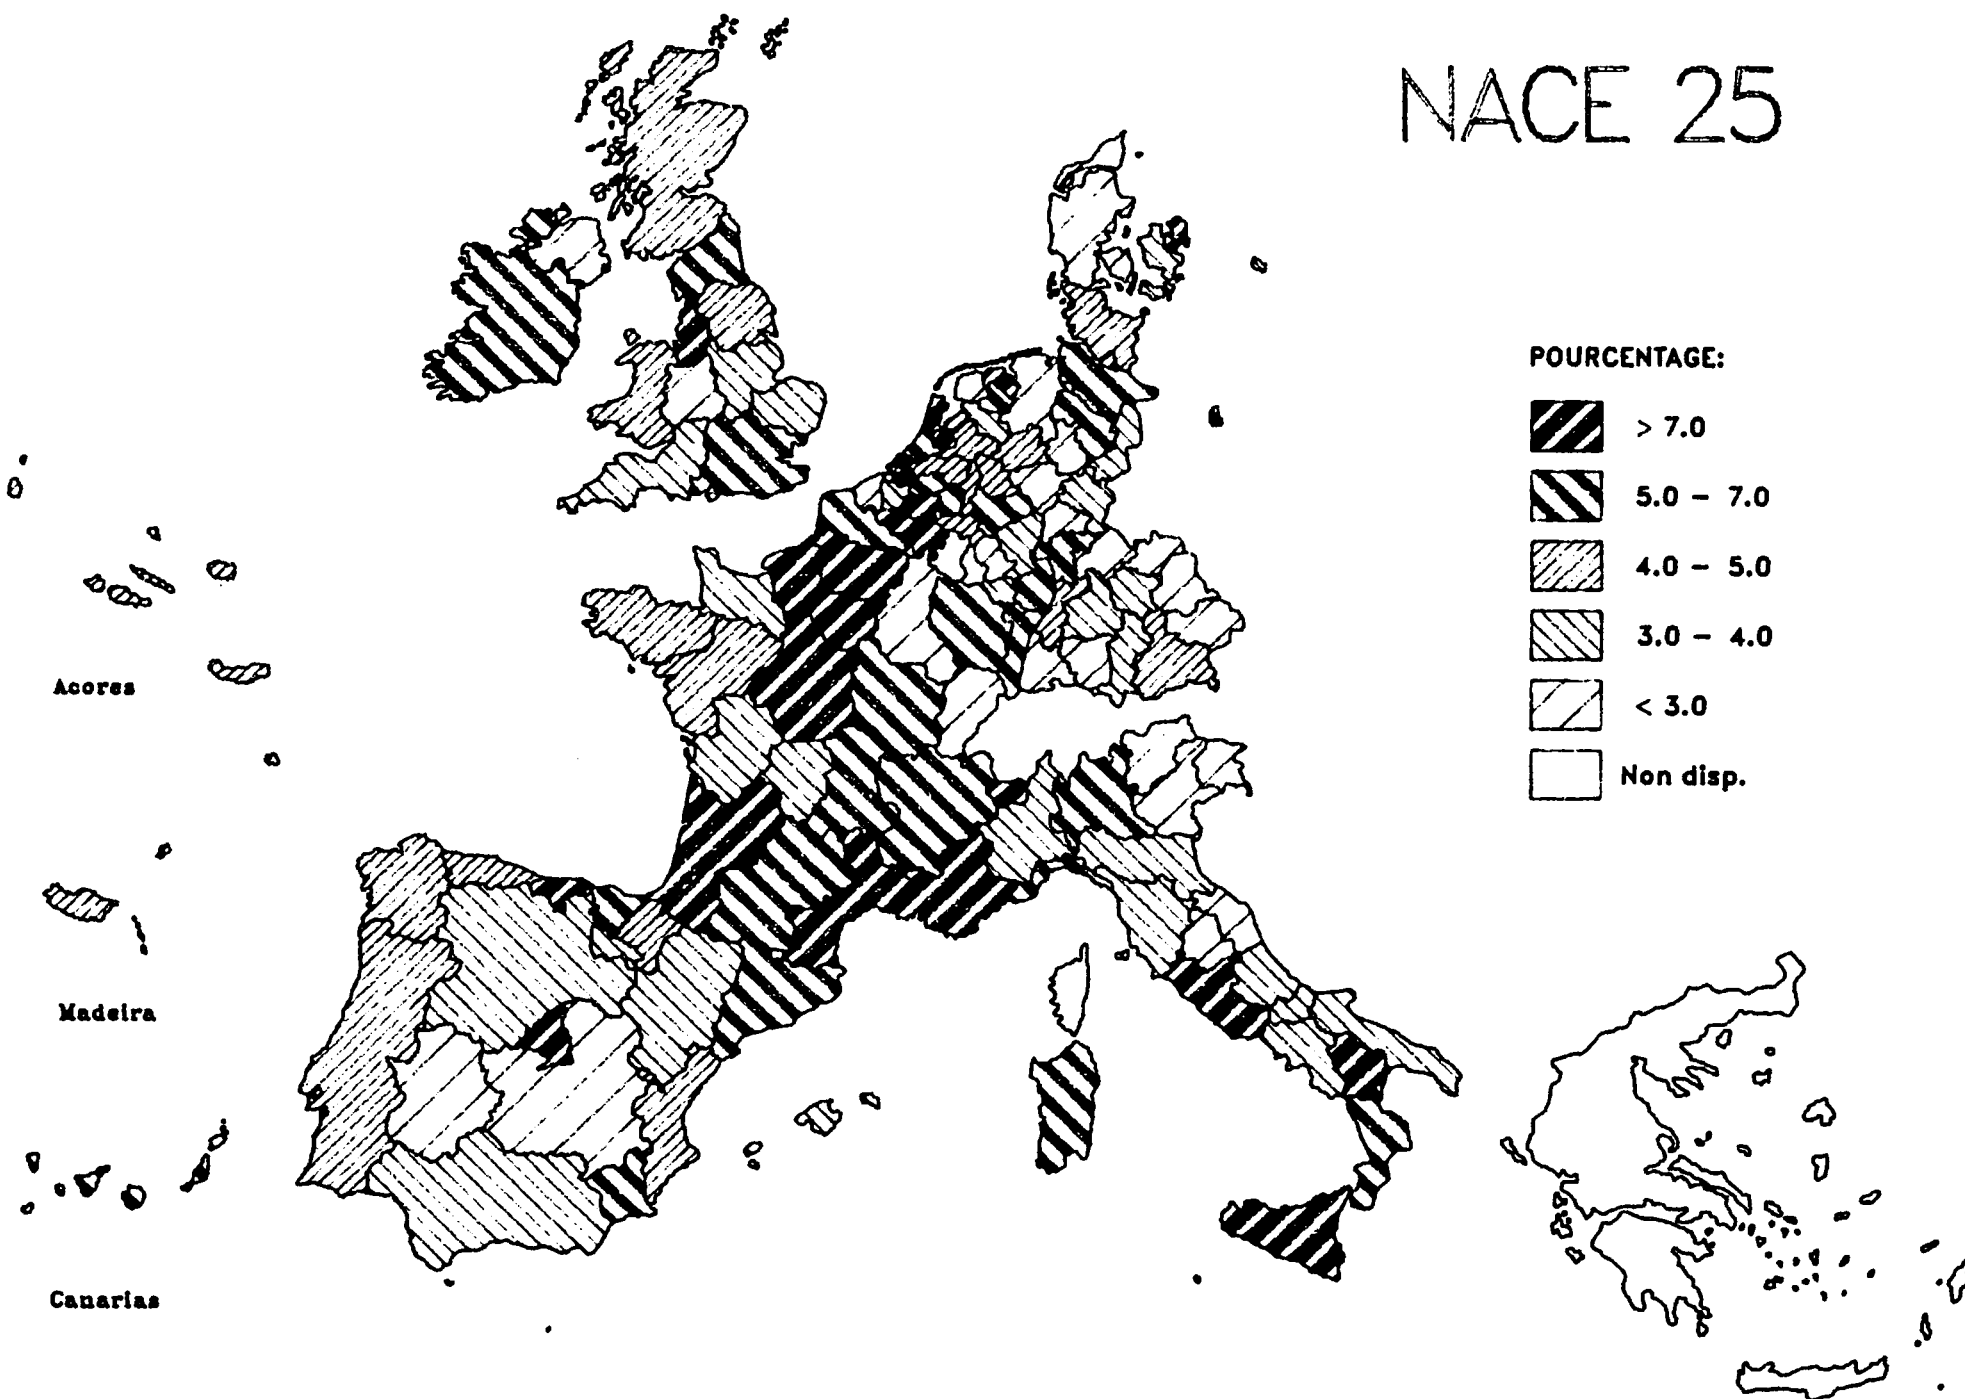 NACE 25
POURCENTAGE:
> 7.0
5.0 – 7.0
4.0 – 5.0
3.0 – 4.0
< 3.0
Non disp.
Acores
Madeira
Canarias